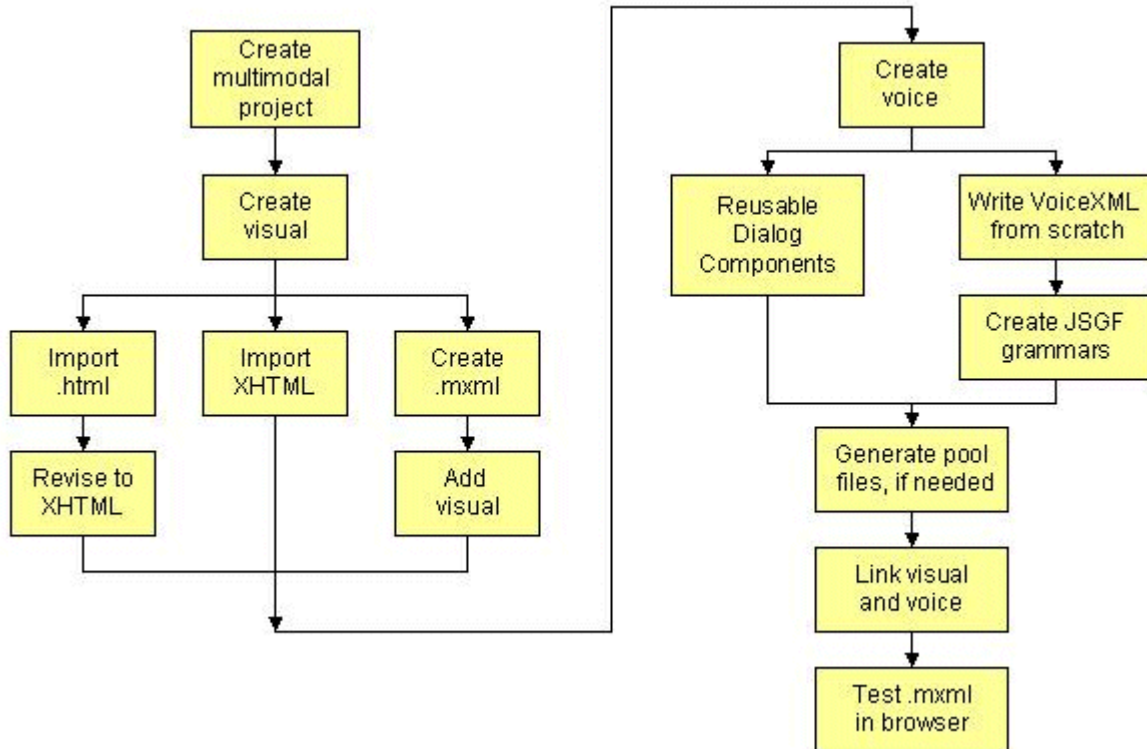 Create
multimodal
project
Create
visual
Import
.html
Import
XHTML
Create
.mxml
Revise to
XHTML
Add
visual
Create
voice
Reusable
Dialog
Components
Write VoiceXML
from scratch
Create JSGF
grammars
Generate pool
files, if needed
Link visual
and voice
Test .mxml
in browser